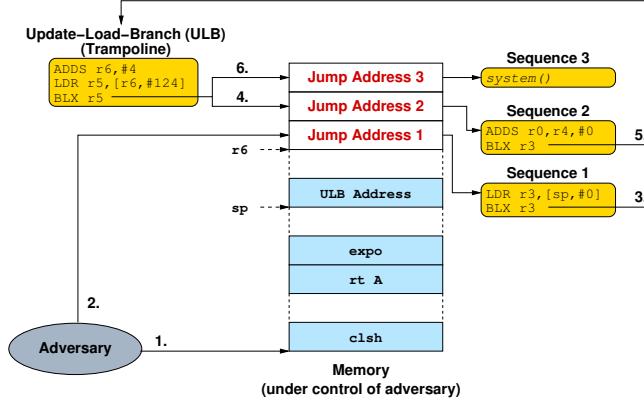 Update−Load−Branch (ULB)
(Trampoline)
ADDS r6,#4
LDR r5,[r6,#124]
BLX r5
6.
4.
Jump Address 3
Jump Address 2
Jump Address 1
r6
ULB Address
sp
expo
rt A
clsh
Memory
(under control of adversary)
Sequence 3
system()
Sequence 2
ADDS r0,r4,#0
BLX r3
5.
Sequence 1
LDR r3,[sp,#0]
BLX r3
3.
2.
1.
Adversary